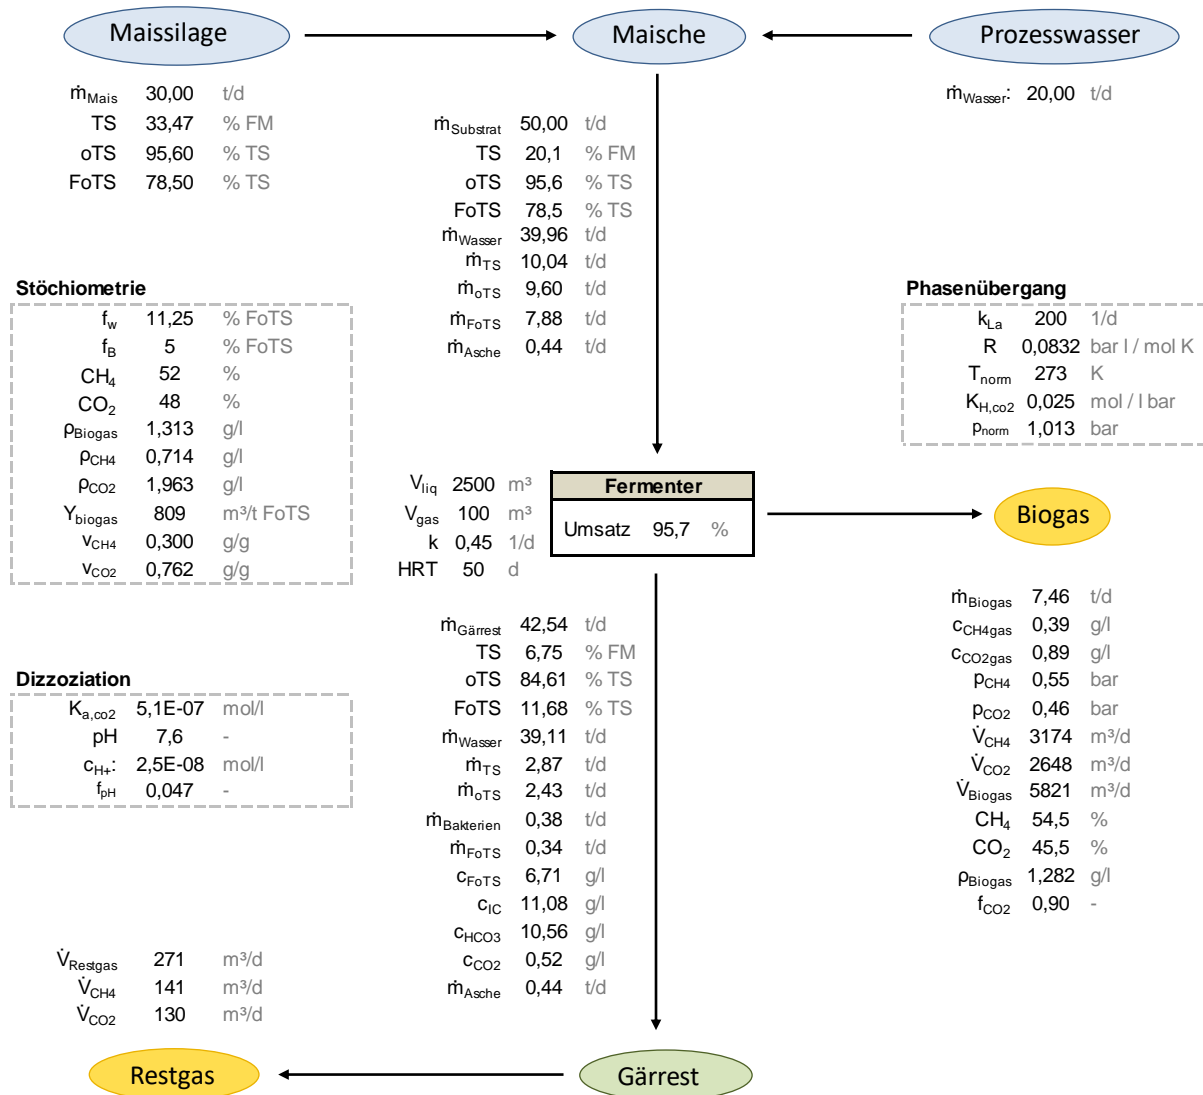 Maissilage
Maische
Prozesswasser
ṁMais 30,00 t/d
TS 33,47 % FM
oTS 95,60 % TS
FoTS 78,50 % TS
ṁWasser: 20,00 t/d
ṁSubstrat 50,00 t/d
TS 20,1 % FM
oTS 95,6 % TS
FoTS 78,5 % TS
ṁWasser 39,96 t/d
ṁTS 10,04 t/d
ṁoTS 9,60 t/d
ṁFoTS 7,88 t/d
ṁAsche 0,44 t/d
Stöchiometrie
fw 11,25 % FoTS
fB 5 % FoTS
CH4 52 %
CO2 48 %
ρBiogas 1,313 g/l
ρCH4 0,714 g/l
ρCO2 1,963 g/l
Ybiogas 809 m³/t FoTS
vCH4 0,300 g/g
vCO2 0,762 g/g
Phasenübergang
kLa 200 1/d
R 0,0832 bar l / mol K
Tnorm 273 K
KH,co2 0,025 mol / l bar
pnorm 1,013 bar
Vliq 2500 m³
Vgas 100 m³
k 0,45 1/d
HRT 50 d
Fermenter
Umsatz 95,7 %
Biogas
ṁBiogas 7,46 t/d
cCH4gas 0,39 g/l
cCO2gas 0,89 g/l
pCH4 0,55 bar
pCO2 0,46 bar
V̇CH4 3174 m³/d
V̇CO2 2648 m³/d
V̇Biogas 5821 m³/d
CH4 54,5 %
CO2 45,5 %
ρBiogas 1,282 g/l
fCO2 0,90 -
ṁGärrest 42,54 t/d
TS 6,75 % FM
oTS 84,61 % TS
FoTS 11,68 % TS
ṁWasser 39,11 t/d
ṁTS 2,87 t/d
ṁoTS 2,43 t/d
ṁBakterien 0,38 t/d
ṁFoTS 0,34 t/d
cFoTS 6,71 g/l
cIC 11,08 g/l
cHCO3 10,56 g/l
cCO2 0,52 g/l
ṁAsche 0,44 t/d
Dizzoziation
Ka,co2 5,1E-07 mol/l
pH 7,6 -
cH+: 2,5E-08 mol/l
fpH 0,047 -
V̇Restgas 271 m³/d
V̇CH4 141 m³/d
V̇CO2 130 m³/d
Restgas
Gärrest